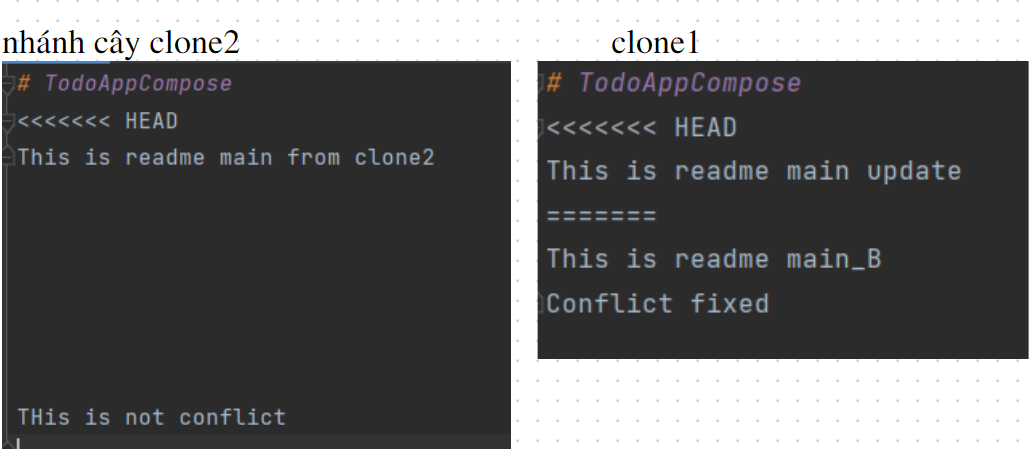 nhánh cây clone2
# TodoAppCompose
<<<<<<< HEAD
This is readme main from clone2
THis is not conflict
clone1
# TodoAppCompose
<<<<<<< HEAD
This is readme main update
=======
This is readme main_B
Conflict fixed